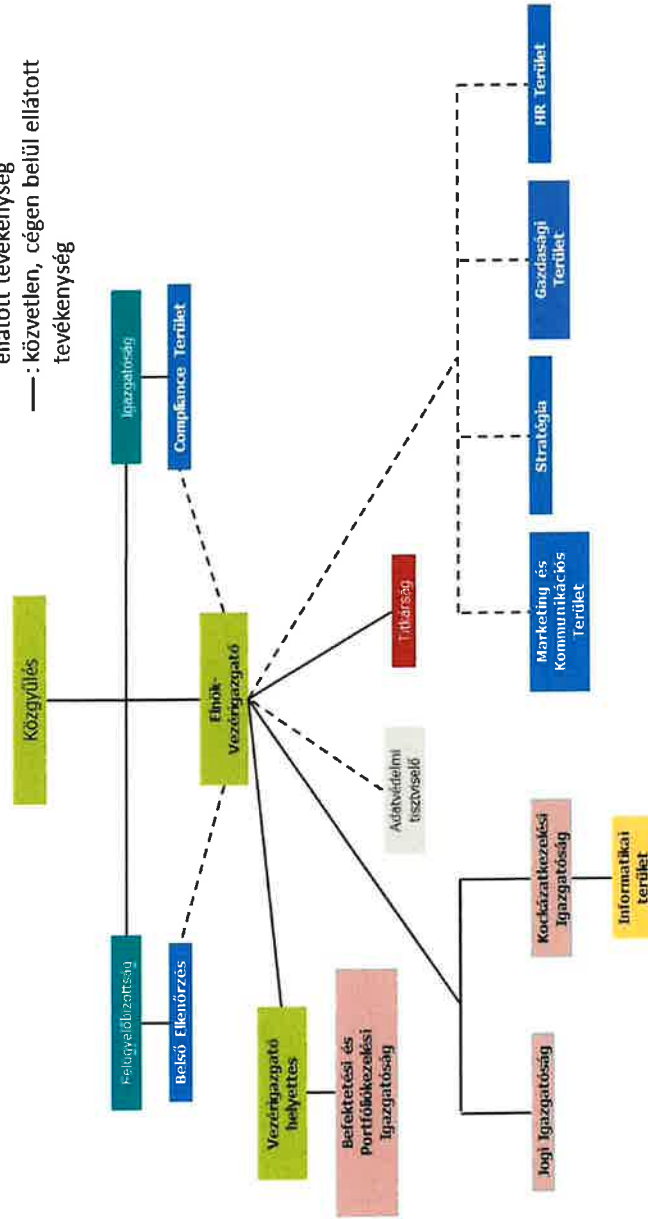 ellátott tevékenység
—: közvetlen, cégen belül ellátott
tevékenység
Közgyűlés
Felügyelőbizottság
Igazgatóság
Belső Ellenőrzés
Compliance Terület
Elnök-
Vezérigazgató
Vezérigazgató
helyettes
Befektetési és
Portfóliókezelési
Igazgatóság
Adatvédelmi
tisztviselő
Titkárság
Jogi Igazgatóság
Kockázatkezelési
Igazgatóság
Informatikai
terület
Marketing és
Kommunikációs
Terület
Stratégia
Gazdasági
Terület
HR Terület